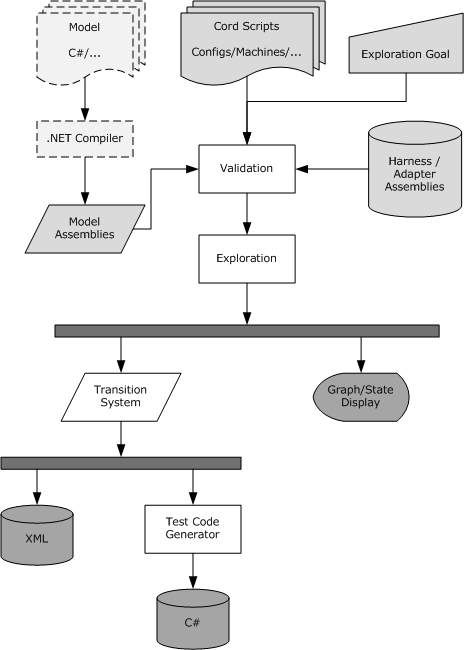 Model
C#/...
Cord Scripts
Configs/Machines/...
Exploration Goal
.NET Compiler
Validation
Harness /
Adapter
Assemblies
Model
Assemblies
Exploration
Transition
System
Graph/State
Display
XML
Test Code
Generator
C#